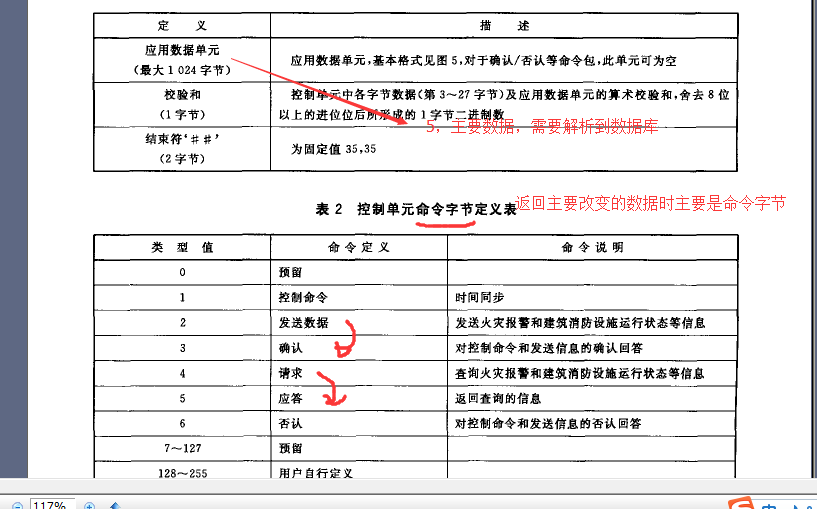 定 义 描 述
应用数据单元
(最大1 024字节)
应用数据单元,基本格式见图5,对于确认/否认等命令包,此单元可为空
校验和
(1字节)
控制单元中各字节数据(第3～27字节)及应用数据单元的算术校验和,舍去8位
以上的进位位后所形成的1字节二进制数
5，主要数据，需要解析到数据库
结束符'##'
(2字节)
为固定值35,35
表2 控制单元命令字节定义表
返回主要改变的数据时主要是命令字节
类 型 值 命 令 定 义 命 令 说 明
0 预留
1 控制命令 时间同步
2 发送数据 发送火灾报警和建筑消防设施运行状态等信息
3 确认 对控制命令和发送信息的确认回答
4 请求 查询火灾报警和建筑消防设施运行状态等信息
5 应答 返回查询的信息
6 否认 对控制命令和发送信息的否认回答
7～127 预留
128～255 用户自行定义
117%